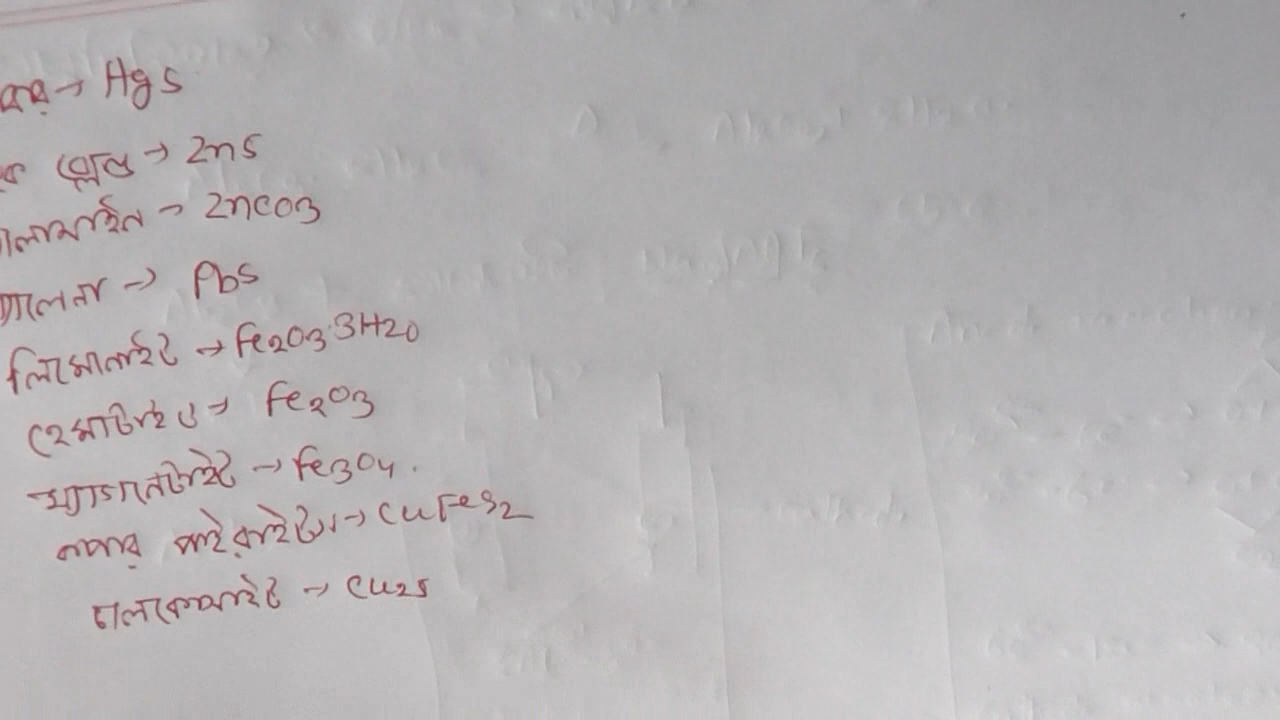 → HgS
ব্লেন্ড → ZnS
লামাইন → ZnCO3
গালেনা → PbS
লিমোনাইট → Fe2O3.3H2O
হেমাটাইট → Fe2O3
ম্যাগনেটাইট → Fe3O4.
কপার পাইরাইটস → CuFeS2
চালকোসাইট → Cu2S